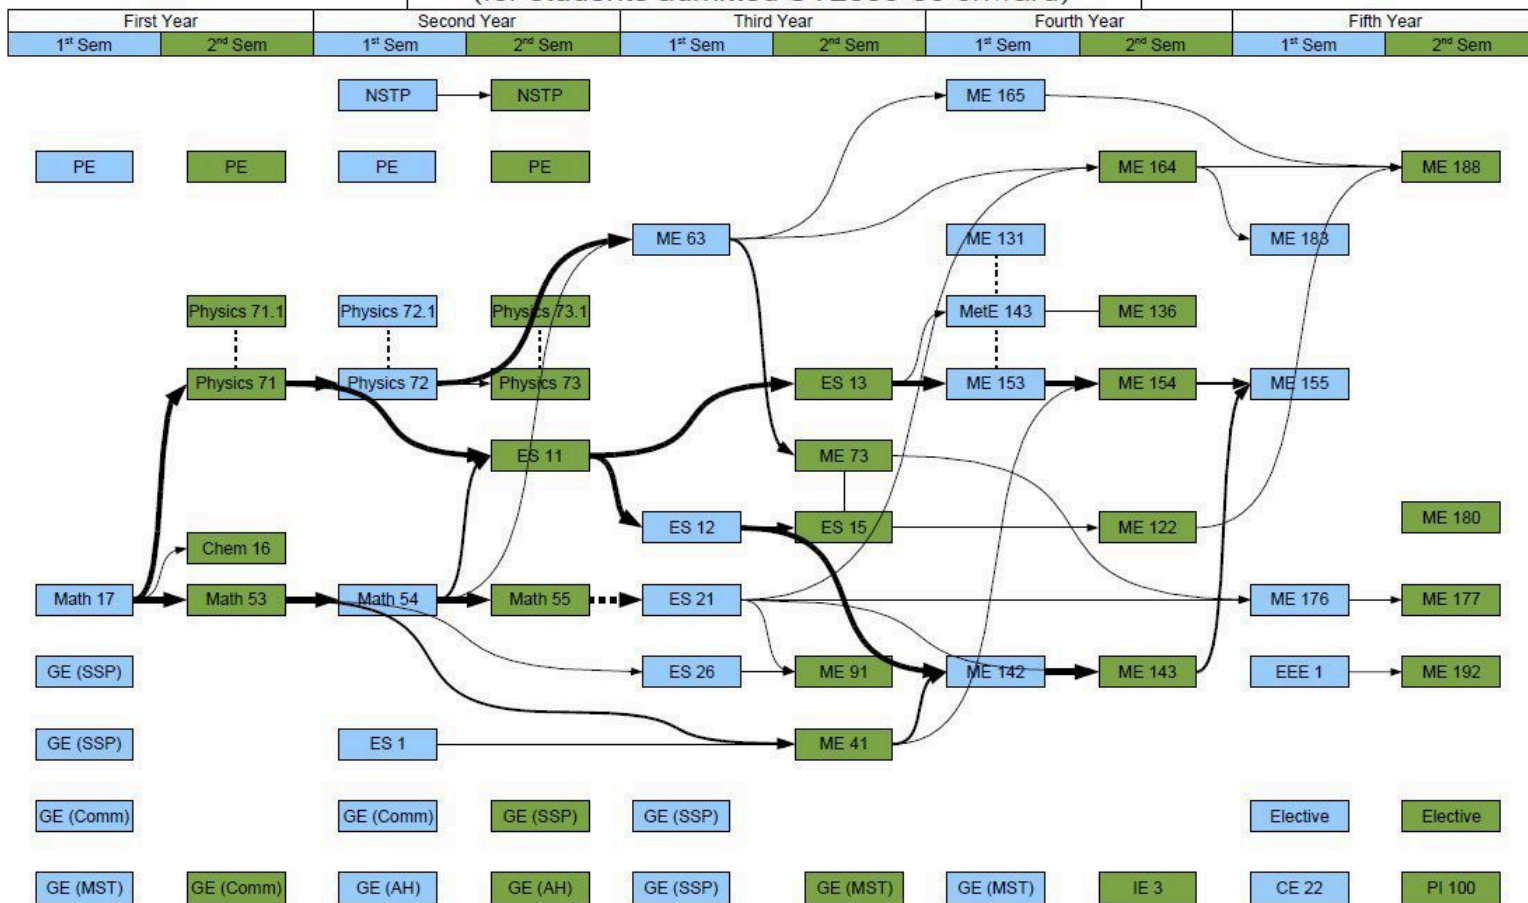 First Year Second Year Third Year Fourth Year Fifth Year
1st Sem 2nd Sem 1st Sem 2nd Sem 1st Sem 2nd Sem 1st Sem 2nd Sem 1st Sem 2nd Sem
NSTP NSTP ME 165
PE PE PE PE ME 164 ME 188
ME 63 ME 131 ME 183
Physics 71.1 Physics 72.1 Physics 73.1 MetE 143 ME 136
Physics 71 Physics 72 Physics 73 ES 13 ME 153 ME 154 ME 155
ES 11 ME 73
ES 12 ES 15 ME 122 ME 180
Chem 16
Math 17 Math 53 Math 54 Math 55 ES 21 ME 176 ME 177
GE (SSP) ES 26 ME 91 ME 142 ME 143 EEE 1 ME 192
GE (SSP) ES 1 ME 41
GE (Comm) GE (Comm) GE (SSP) GE (SSP) Elective Elective
GE (MST) GE (Comm) GE (AH) GE (AH) GE (SSP) GE (MST) GE (MST) IE 3 CE 22 PI 100